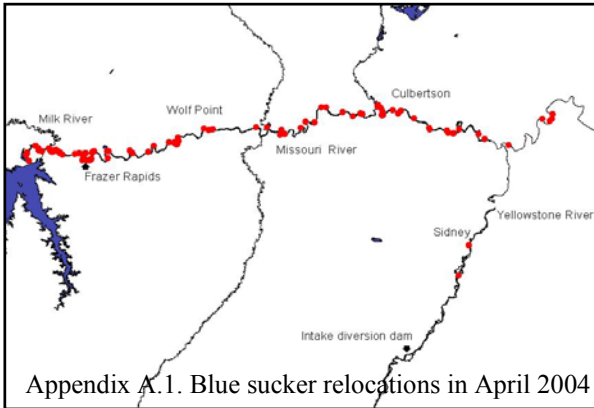 Culbertson
Wolf Point
Milk River
Missouri River
Frazer Rapids
Yellowstone River
Sidney
Intake diversion dam
Appendix A.1. Blue sucker relocations in April 2004